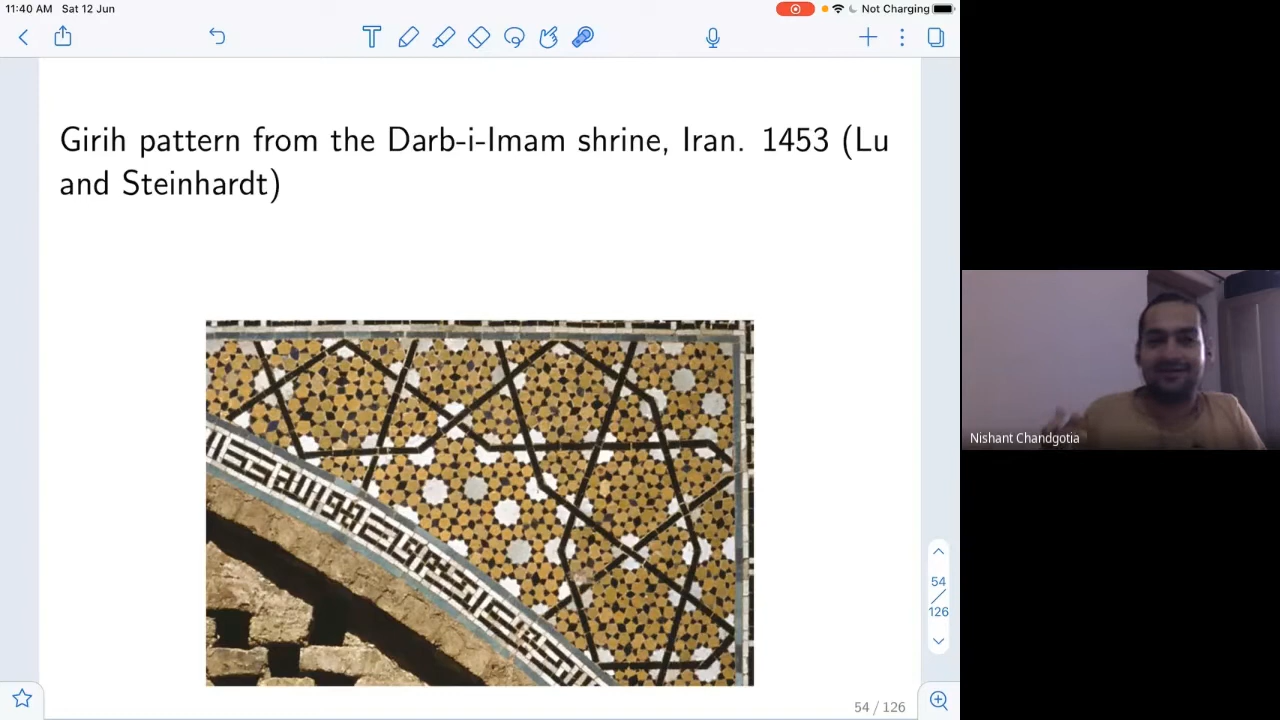 11:40 AM Sat 12 Jun
Not Charging
Girih pattern from the Darb-i-Imam shrine, Iran. 1453 (Lu
and Steinhardt)
Nishant Chandgotia
54
126
54 / 126